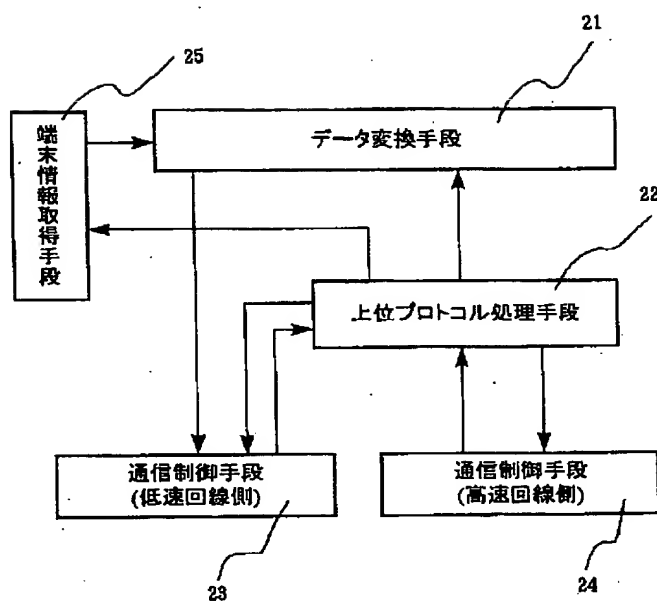 21
25
データ変換手段
端末情報取得手段
22
上位プロトコル処理手段
通信制御手段
(低速回線側)
通信制御手段
(高速回線側)
23
24